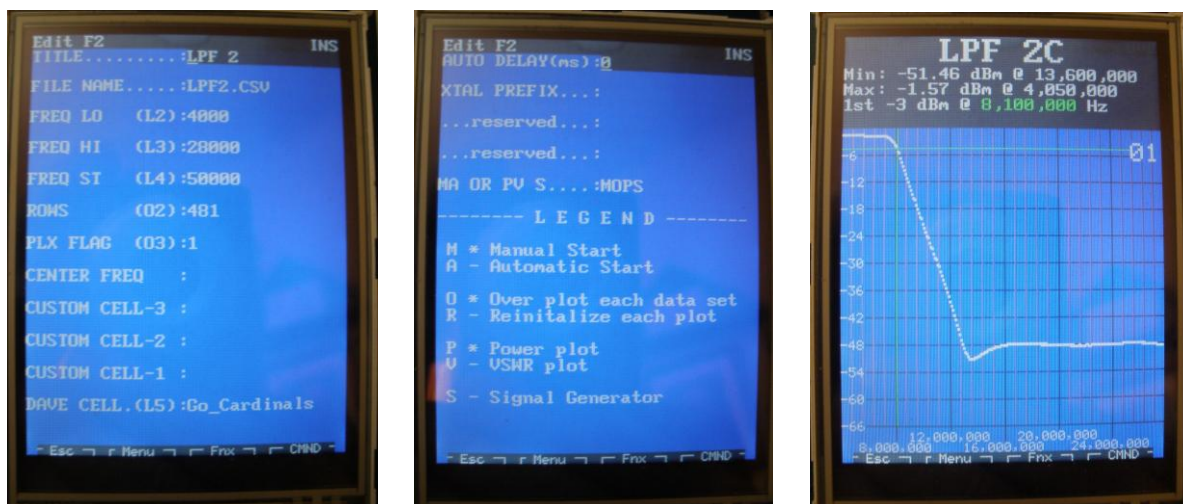 Edit F2 INS
TITLE.........:LPF 2
FILE NAME.....:LPF2.CSV
FREQ LO (L2):4000
FREQ HI (L3):28000
FREQ ST (L4):50000
ROWS (O2):481
PLX FLAG (O3):1
CENTER FREQ :
CUSTOM CELL-3 :
CUSTOM CELL-2 :
CUSTOM CELL-1 :
DAVE CELL.(L5):Go_Cardinals
Esc Menu Fnx CMND
Edit F2 INS
AUTO DELAY(ms):0
XTAL PREFIX...:
...reserved...:
...reserved...:
MA OR PV S....:MOPS
-------- L E G E N D --------
M * Manual Start
A - Automatic Start
O * Over plot each data set
R - Reinitalize each plot
P * Power plot
V - VSWR plot
S - Signal Generator
Esc Menu Fnx CMND
LPF 2C
Min: -51.46 dBm @ 13,600,000
Max: -1.57 dBm @ 4,050,000
1st -3 dBm @ 8,100,000 Hz
01
-6
-12
-18
-24
-30
-36
-42
-48
-54
-60
-66
12,000,000 20,000,000
8,000,000 16,000,000 24,000,000
Esc Menu Fnx CMND